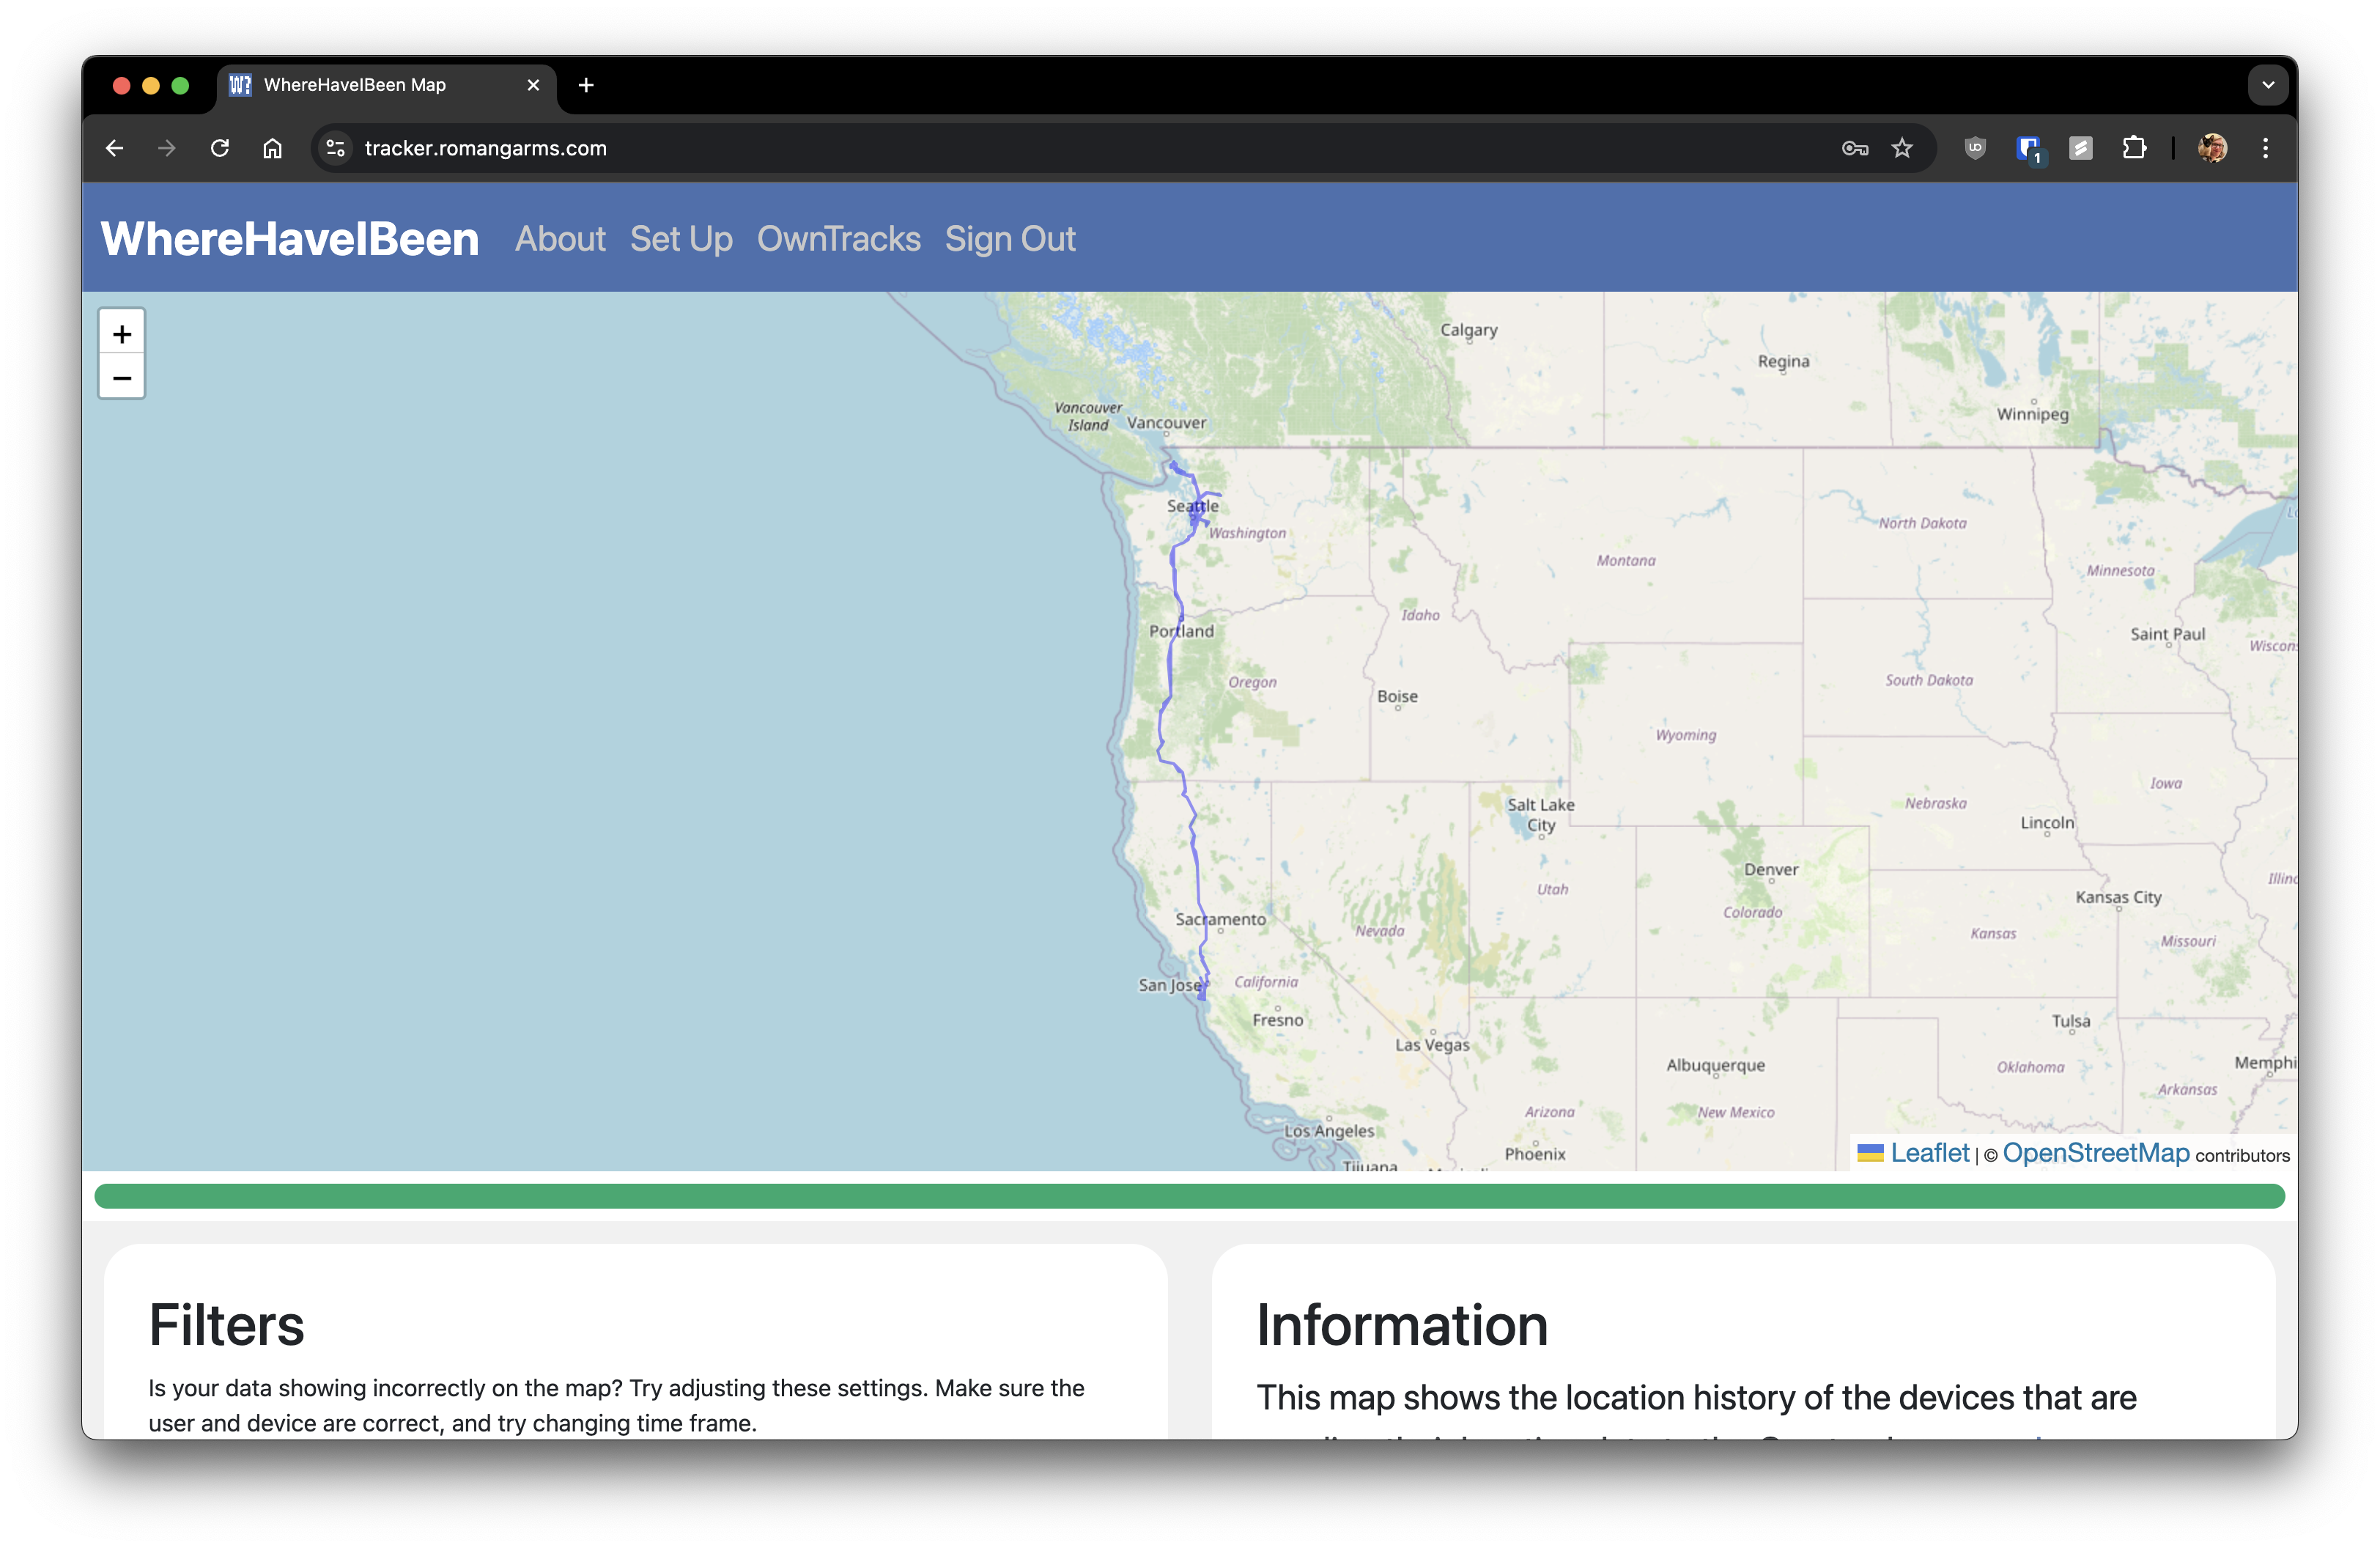 WhereHaveIBeen Map
tracker.romangarms.com
1
WhereHaveIBeen About Set Up OwnTracks Sign Out
+
−
Calgary
Regina
Winnipeg
Vancouver
Island
Vancouver
Seattle
Washington
North Dakota
Montana
Minnesota
Idaho
Portland
Saint Paul
Oregon
South Dakota
Boise
Wyoming
Iowa
Salt Lake
City
Nebraska
Lincoln
Denver
Utah
Kansas City
Colorado
Sacramento
Nevada
Kansas
Missouri
San Jose
California
Fresno
Tulsa
Las Vegas
Albuquerque
Oklahoma
Arkansas
Arizona
New Mexico
Los Angeles
Phoenix
Tijuana
Leaflet | © OpenStreetMap contributors
Filters
Is your data showing incorrectly on the map? Try adjusting these settings. Make sure the
user and device are correct, and try changing time frame.
Information
This map shows the location history of the devices that are